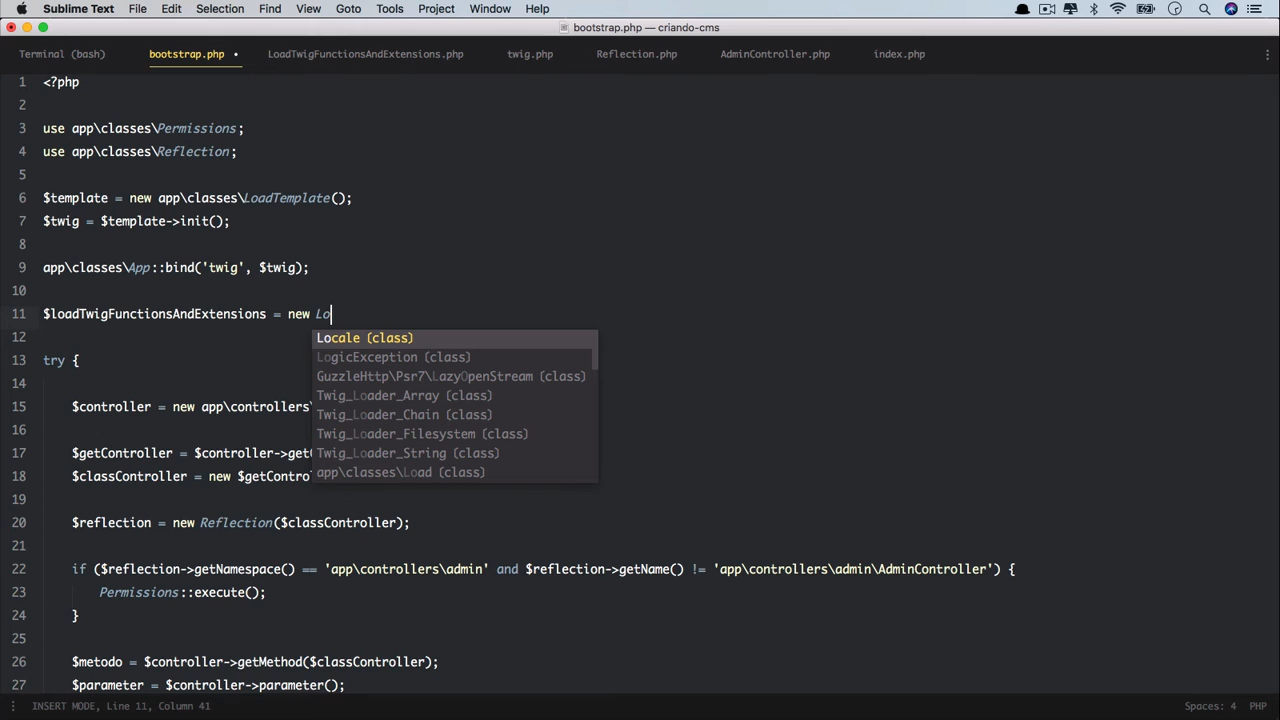 Sublime Text File Edit Selection Find View Goto Tools Project Window Help
bootstrap.php — criando-cms
Terminal (bash) bootstrap.php • LoadTwigFunctionsAndExtensions.php twig.php Reflection.php AdminController.php index.php
1 <?php
2
3 use app\classes\Permissions;
4 use app\classes\Reflection;
5
6 $template = new app\classes\LoadTemplate();
7 $twig = $template->init();
8
9 app\classes\App::bind('twig', $twig);
10
11 $loadTwigFunctionsAndExtensions = new Lo
12
Locale (class)
13 try {
LogicException (class)
14
GuzzleHttp\Psr7\LazyOpenStream (class)
Twig_Loader_Array (class)
15 $controller = new app\controllers\
Twig_Loader_Chain (class)
16
Twig_Loader_Filesystem (class)
17 $getController = $controller->get
Twig_Loader_String (class)
18 $classController = new $getContro
app\classes\Load (class)
19
20 $reflection = new Reflection($classController);
21
22 if ($reflection->getNamespace() == 'app\controllers\admin' and $reflection->getName() != 'app\controllers\admin\AdminController') {
23 Permissions::execute();
24 }
25
26 $metodo = $controller->getMethod($classController);
27 $parameter = $controller->parameter();
INSERT MODE, Line 11, Column 41 Spaces: 4 PHP